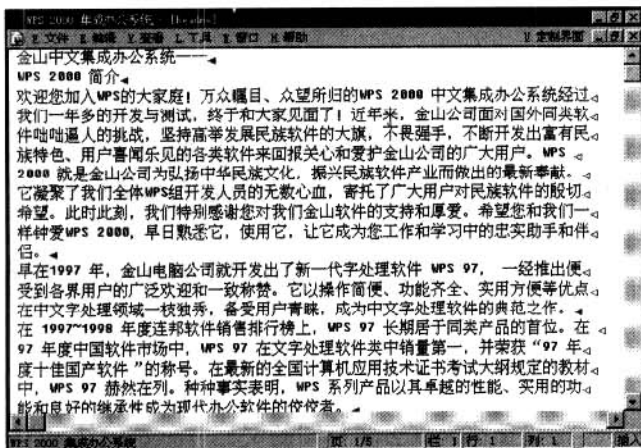 WPS 2000 集成办公系统 - [headew]
F 文件 E 编辑 V 查看 L 工具 T 窗口 H 帮助 U 定制界面
金山中文集成办公系统——
WPS 2000 简介
欢迎您加入WPS的大家庭！万众瞩目、众望所归的WPS 2000 中文集成办公系统经过
我们一年多的开发与测试，终于和大家见面了！近年来，金山公司面对国外同类软
件咄咄逼人的挑战，坚持高举发展民族软件的大旗，不畏强手，不断开发出富有民
族特色、用户喜闻乐见的各类软件来回报关心和爱护金山公司的广大用户。WPS
2000 就是金山公司为弘扬中华民族文化，振兴民族软件产业而做出的最新奉献。
它凝聚了我们全体WPS组开发人员的无数心血，寄托了广大用户对民族软件的殷切
希望。此时此刻，我们特别感谢您对我们金山软件的支持和厚爱。希望您和我们一
样钟爱WPS 2000，早日熟悉它，使用它，让它成为您工作和学习中的忠实助手和伴
侣。
早在1997 年，金山电脑公司就开发出了新一代字处理软件 WPS 97， 一经推出便
受到各界用户的广泛欢迎和一致称赞。它以操作简便、功能齐全、实用方便等优点
在中文字处理领域一枝独秀，备受用户青睐，成为中文字处理软件的典范之作。
在 1997~1998 年度连邦软件销售排行榜上，WPS 97 长期居于同类产品的首位。在
97 年度中国软件市场中，WPS 97 在文字处理软件类中销量第一，并荣获“97 年
度十佳国产软件”的称号。在最新的全国计算机应用技术证书考试大纲规定的教材
中，WPS 97 赫然在列。种种事实表明，WPS 系列产品以其卓越的性能、实用的功
能和良好的继承性成为现代办公软件的佼佼者。
WPS 2000 集成办公系统 页: 1/5 栏 1 行: 1 列: 插入